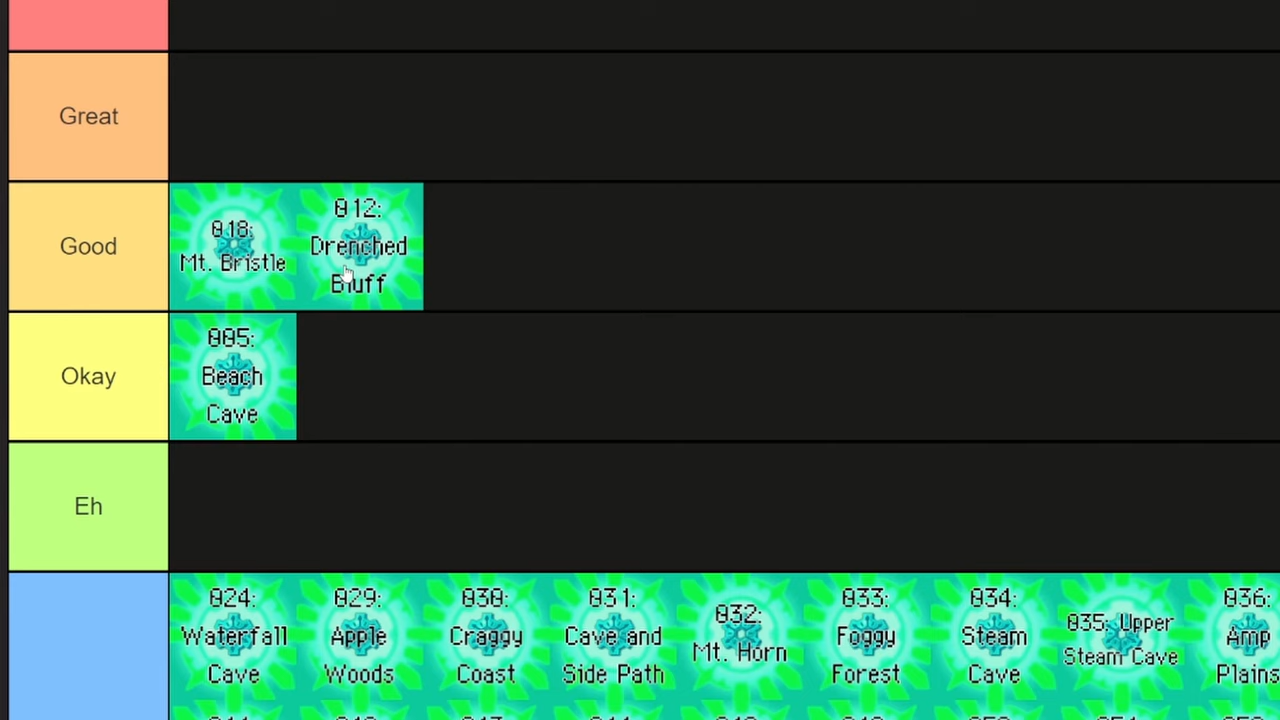 Great
Good
018:
Mt. Bristle
012:
Drenched
Bluff
Okay
005:
Beach
Cave
Eh
024:
Waterfall
Cave
029:
Apple
Woods
030:
Craggy
Coast
031:
Cave and
Side Path
032:
Mt. Horn
033:
Foggy
Forest
034:
Steam
Cave
035: Upper
Steam Cave
036:
Amp
Plains